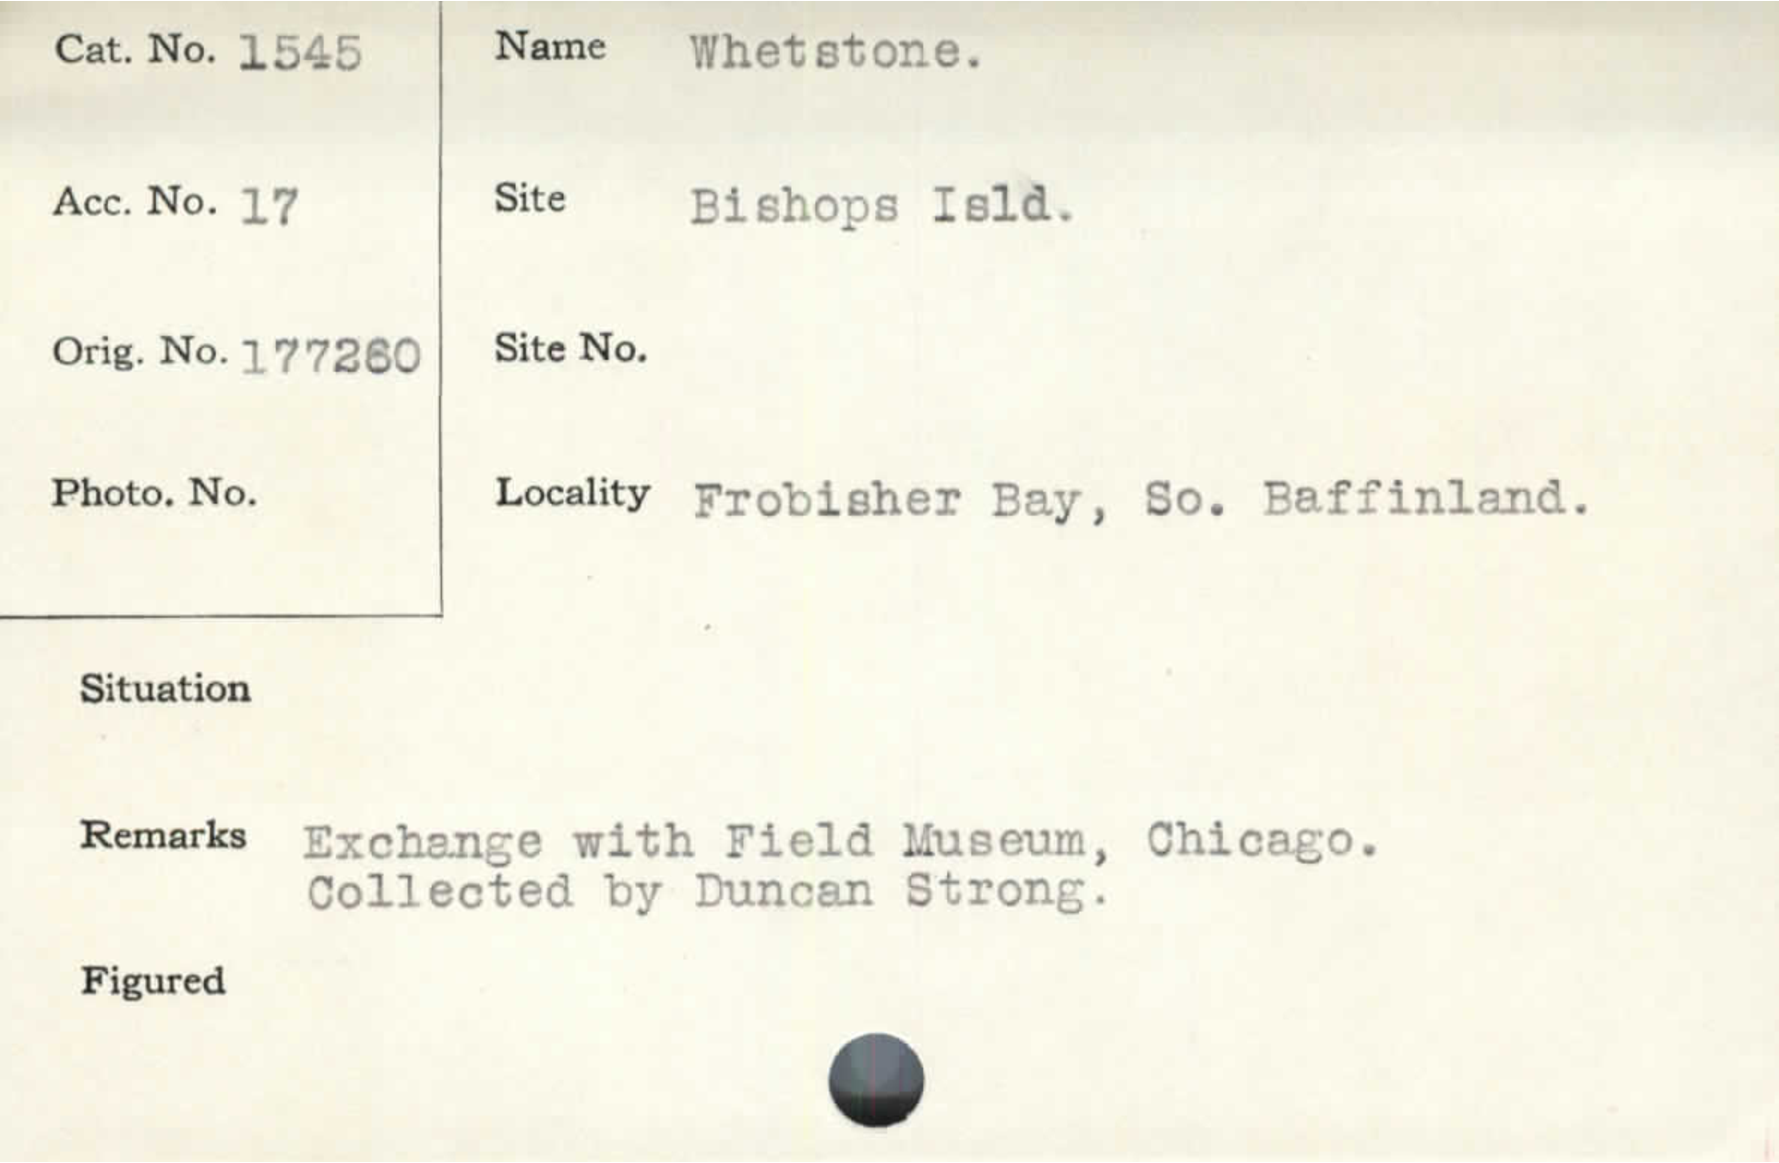 Cat. No. 1545
Name Whetstone.
Acc. No. 17
Site Bishops Isld.
Orig. No. 177260
Site No.
Photo. No.
Locality Frobisher Bay, So. Baffinland.
Situation
Remarks Exchange with Field Museum, Chicago.
Collected by Duncan Strong.
Figured